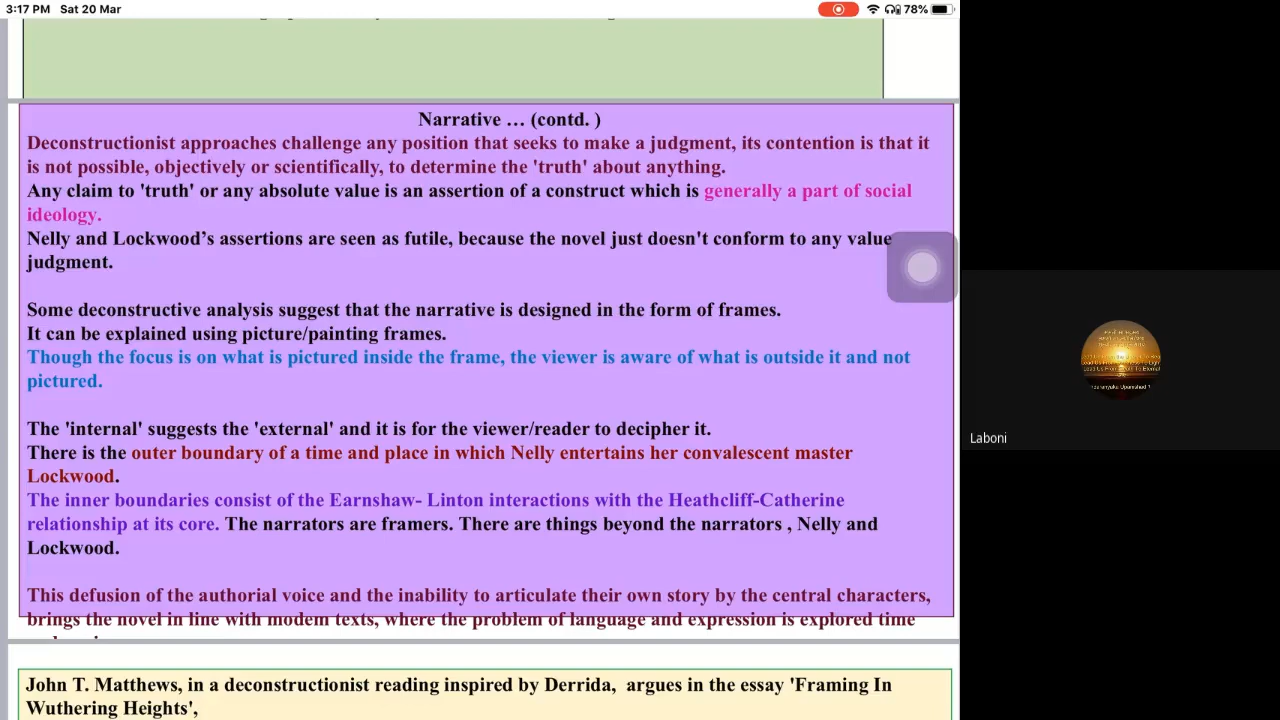 3:17 PM Sat 20 Mar
78%
Narrative … (contd. )
Deconstructionist approaches challenge any position that seeks to make a judgment, its contention is that it
is not possible, objectively or scientifically, to determine the 'truth' about anything.
Any claim to 'truth' or any absolute value is an assertion of a construct which is generally a part of social
ideology.
Nelly and Lockwood’s assertions are seen as futile, because the novel just doesn't conform to any value
judgment.
Some deconstructive analysis suggest that the narrative is designed in the form of frames.
It can be explained using picture/painting frames.
Though the focus is on what is pictured inside the frame, the viewer is aware of what is outside it and not
pictured.
The 'internal' suggests the 'external' and it is for the viewer/reader to decipher it.
There is the outer boundary of a time and place in which Nelly entertains her convalescent master
Lockwood.
The inner boundaries consist of the Earnshaw- Linton interactions with the Heathcliff-Catherine
relationship at its core. The narrators are framers. There are things beyond the narrators , Nelly and
Lockwood.
This defusion of the authorial voice and the inability to articulate their own story by the central characters,
brings the novel in line with modem texts, where the problem of language and expression is explored time
John T. Matthews, in a deconstructionist reading inspired by Derrida, argues in the essay 'Framing In
Wuthering Heights',
Laboni